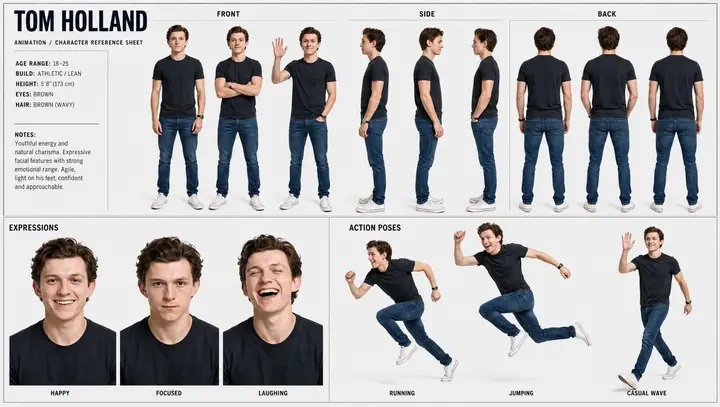 TOM HOLLAND
ANIMATION / CHARACTER REFERENCE SHEET
AGE RANGE: 18–25
BUILD: ATHLETIC / LEAN
HEIGHT: 5'8" (173 cm)
EYES: BROWN
HAIR: BROWN (WAVY)
NOTES:
Youthful energy and
natural charisma. Expressive
facial features with strong
emotional range. Agile,
light on his feet, confident
and approachable.
FRONT
SIDE
BACK
EXPRESSIONS
HAPPY
FOCUSED
LAUGHING
ACTION POSES
RUNNING
JUMPING
CASUAL WAVE